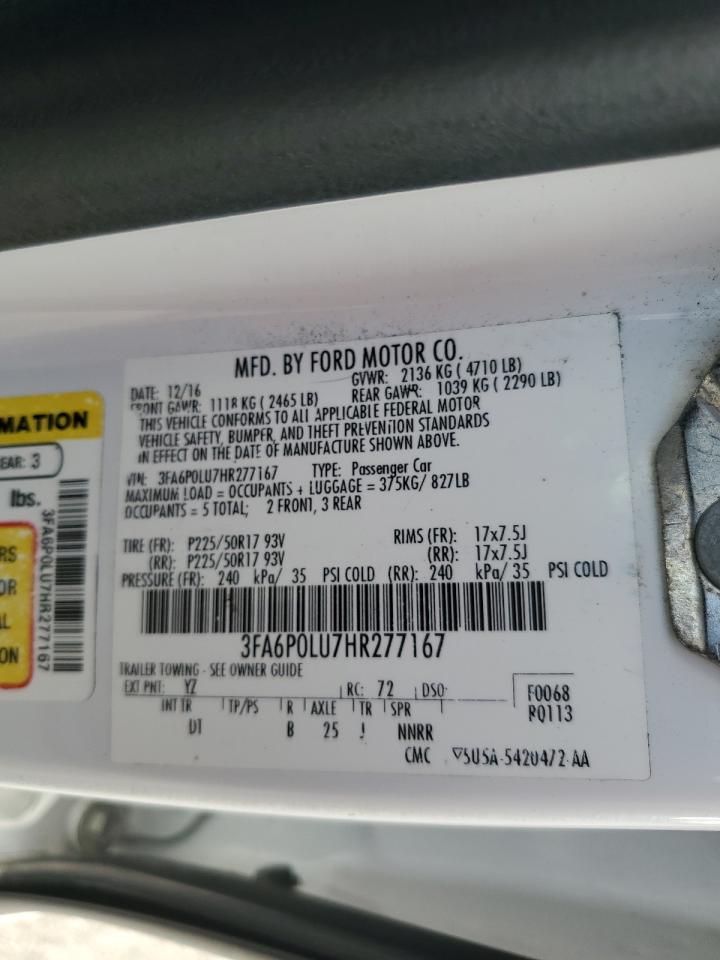 MFD. BY FORD MOTOR CO.
DATE: 12/16 GVWR: 2136 KG ( 4710 LB)
FRONT GAWR: 1118 KG ( 2465 LB) REAR GAWR: 1039 KG ( 2290 LB)
THIS VEHICLE CONFORMS TO ALL APPLICABLE FEDERAL MOTOR
VEHICLE SAFETY, BUMPER, AND THEFT PREVENTION STANDARDS
IN EFFECT ON THE DATE OF MANUFACTURE SHOWN ABOVE.
VIN: 3FA6P0LU7HR277167 TYPE: Passenger Car
MAXIMUM LOAD = OCCUPANTS + LUGGAGE = 375KG/ 827LB
OCCUPANTS = 5 TOTAL; 2 FRONT, 3 REAR
TIRE (FR): P225/50R17 93V RIMS (FR): 17x7.5J
(RR): P225/50R17 93V (RR): 17x7.5J
PRESSURE (FR): 240 kPa/ 35 PSI COLD (RR): 240 kPa/ 35 PSI COLD
3FA6P0LU7HR277167
TRAILER TOWING - SEE OWNER GUIDE
EXT PNT: YZ RC: 72 DSO: F0068
INT TR TP/PS R AXLE TR SPR R0113
DT B 25 J NNRR
CMC 5U5A-5420472-AA
MATION
EAR: 3
lbs.
RS
OR
AL
ON
3FA6P0LU7HR277167